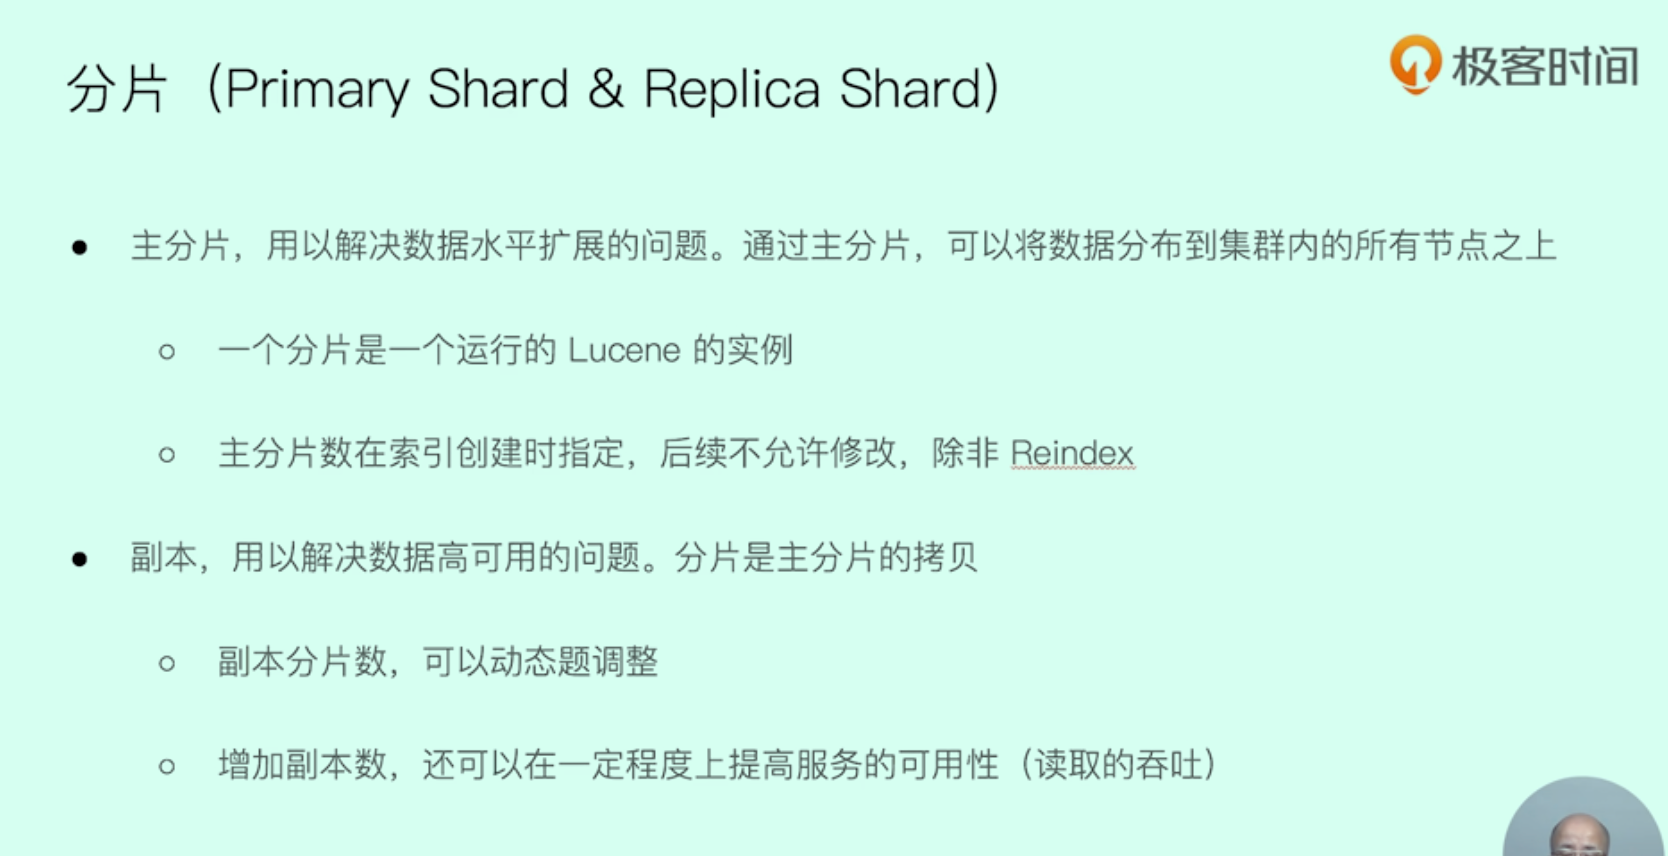 分片（Primary Shard & Replica Shard）
极客时间
主分片，用以解决数据水平扩展的问题。通过主分片，可以将数据分布到集群内的所有节点之上
一个分片是一个运行的 Lucene 的实例
主分片数在索引创建时指定，后续不允许修改，除非 Reindex
副本，用以解决数据高可用的问题。分片是主分片的拷贝
副本分片数，可以动态题调整
增加副本数，还可以在一定程度上提高服务的可用性（读取的吞吐）